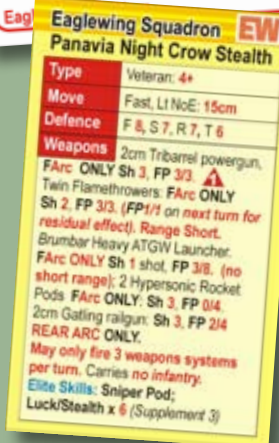 Eagl
Eaglewing Squadron EW
Panavia Night Crow Stealth
Type Veteran: 4+
Move Fast, Lt NoE: 15cm
Defence F 8, S 7, R 7, T 6
Weapons 2cm Tribarrel powergun,
FArc ONLY Sh 3, FP 3/3.
Twin Flamethrowers: FArc ONLY
Sh 2, FP 3/3, (FP1/1 on next turn for
residual effect). Range Short.
Brumbar Heavy ATGW Launcher.
FArc ONLY Sh 1 shot, FP 3/8. (no
short range); 2 Hypersonic Rocket
Pods FArc ONLY: Sh 3, FP 0/4.
2cm Gatling railgun: Sh 3, FP 2/4
REAR ARC ONLY.
May only fire 3 weapons systems
per turn. Carries no infantry.
Elite Skills: Sniper Pod;
Luck/Stealth x 6 (Supplement 3)